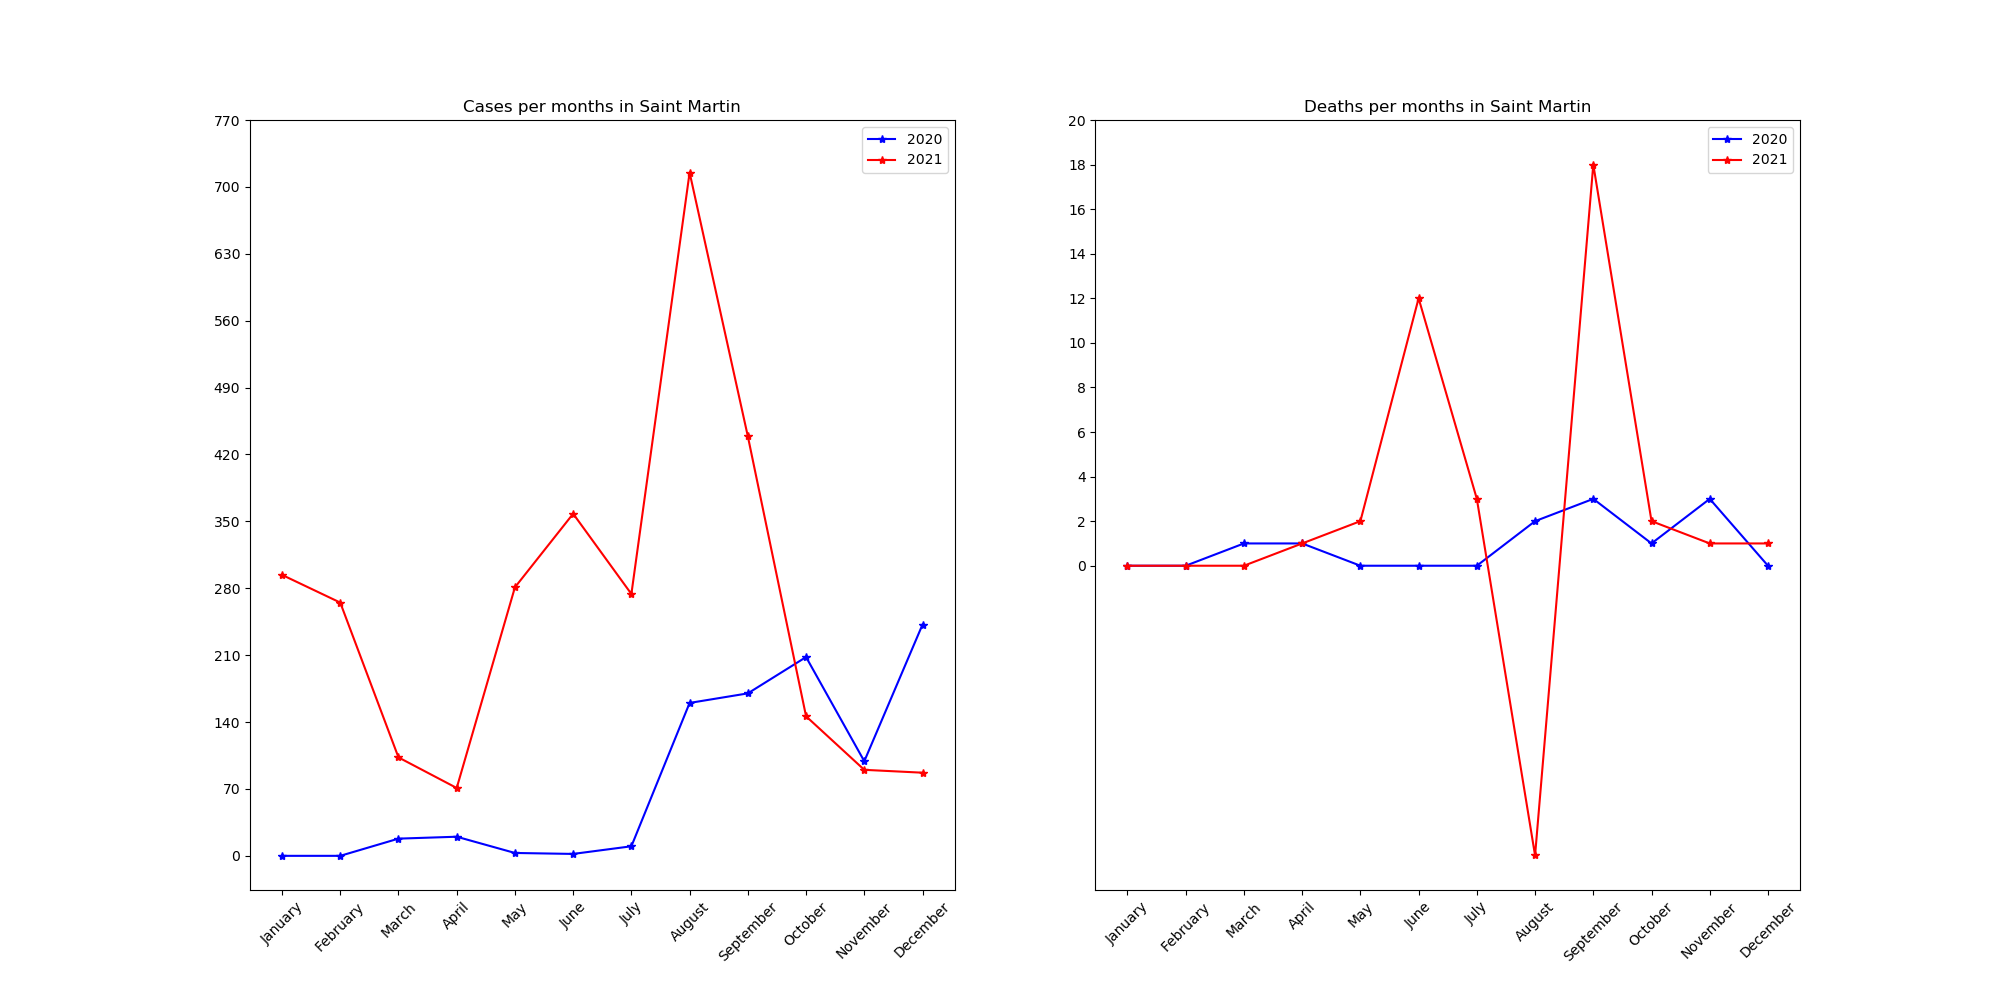 Cases per months in Saint Martin
770
700
630
560
490
420
350
280
210
140
70
0
2020
2021
January
February
March
April
May
June
July
August
September
October
November
December
Deaths per months in Saint Martin
20
18
16
14
12
10
8
6
4
2
0
2020
2021
January
February
March
April
May
June
July
August
September
October
November
December